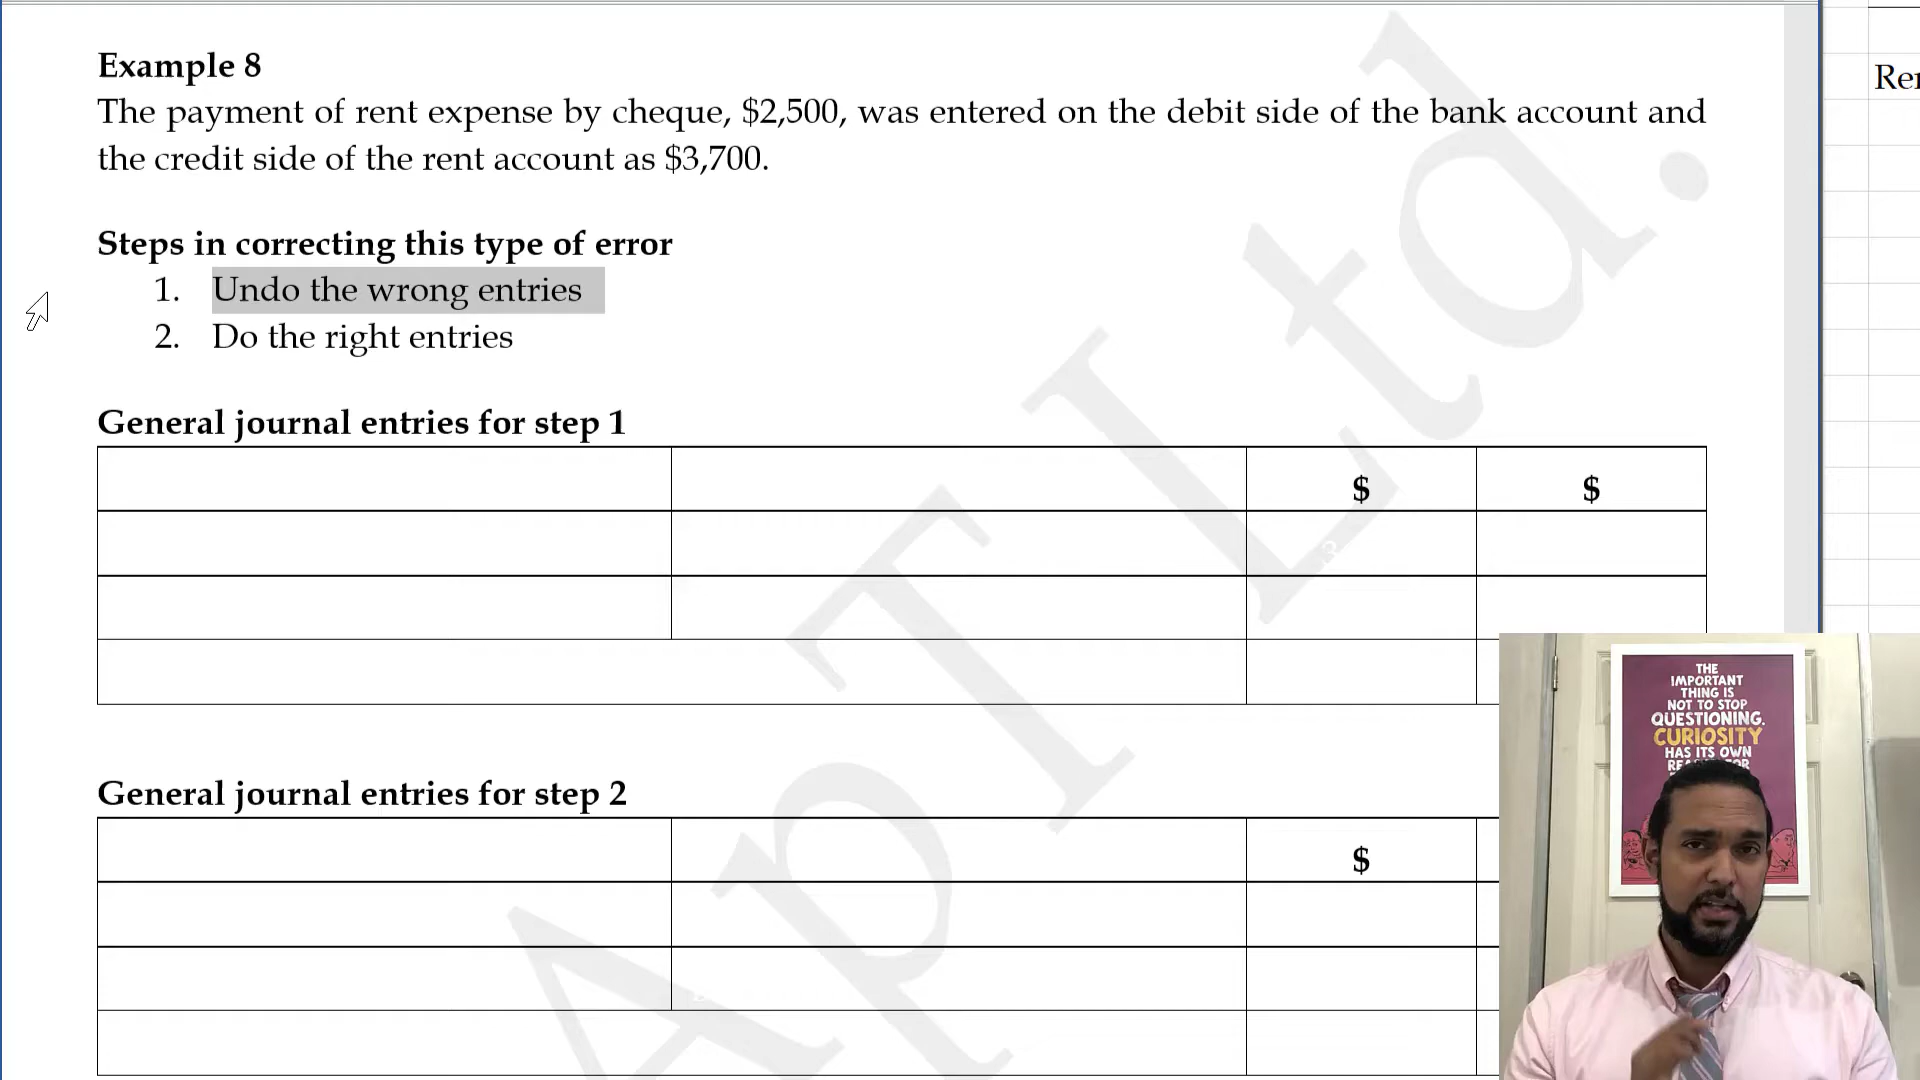 Example 8
The payment of rent expense by cheque, $2,500, was entered on the debit side of the bank account and
the credit side of the rent account as $3,700.
Steps in correcting this type of error
1. Undo the wrong entries
2. Do the right entries
General journal entries for step 1
$ $
General journal entries for step 2
$
ApT Ltd.
THE
IMPORTANT
THING IS
NOT TO STOP
QUESTIONING.
CURIOSITY
HAS ITS OWN